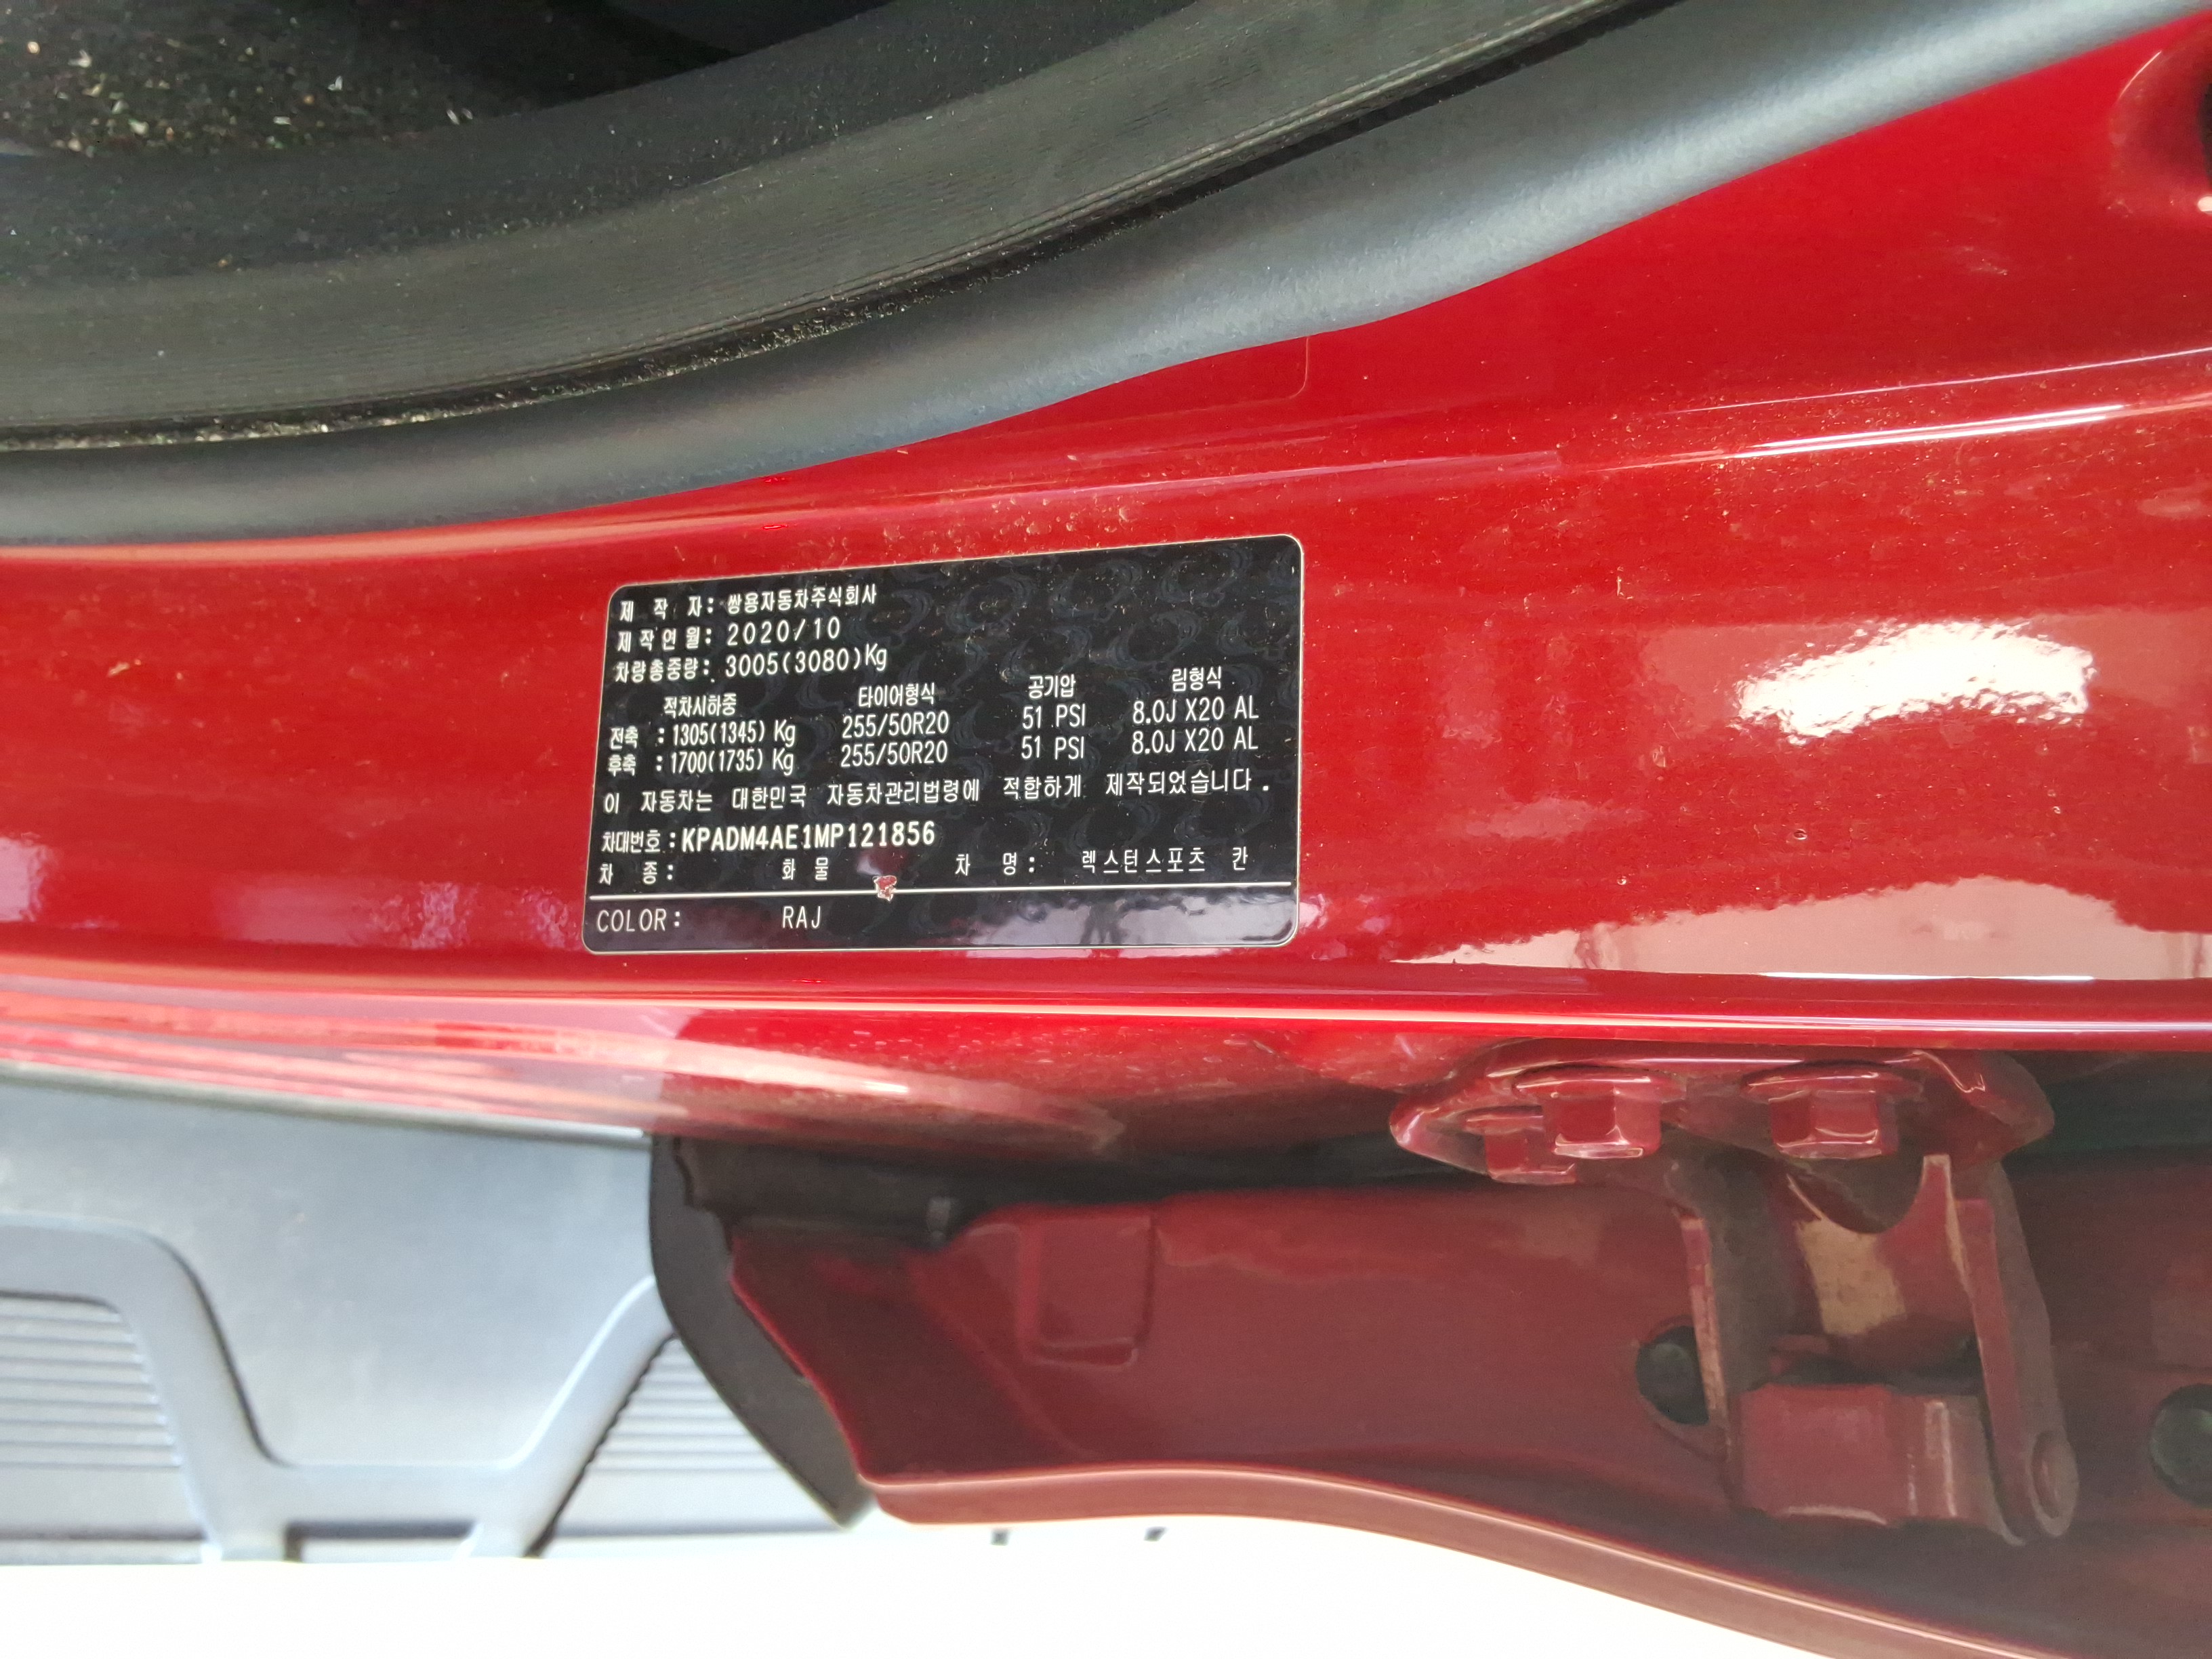 제 작 자: 쌍용자동차주식회사
제작연월: 2020/10
차량총중량: 3005(3080)Kg
적차시하중 타이어형식 공기압 림형식
전축 : 1305(1345) Kg 255/50R20 51 PSI 8.0J X20 AL
후축 : 1700(1735) Kg 255/50R20 51 PSI 8.0J X20 AL
이 자동차는 대한민국 자동차관리법령에 적합하게 제작되었습니다.
차대번호:KPADM4AE1MP121856
차 종: 화 물 차 명: 렉스턴스포츠 칸
COLOR: RAJ